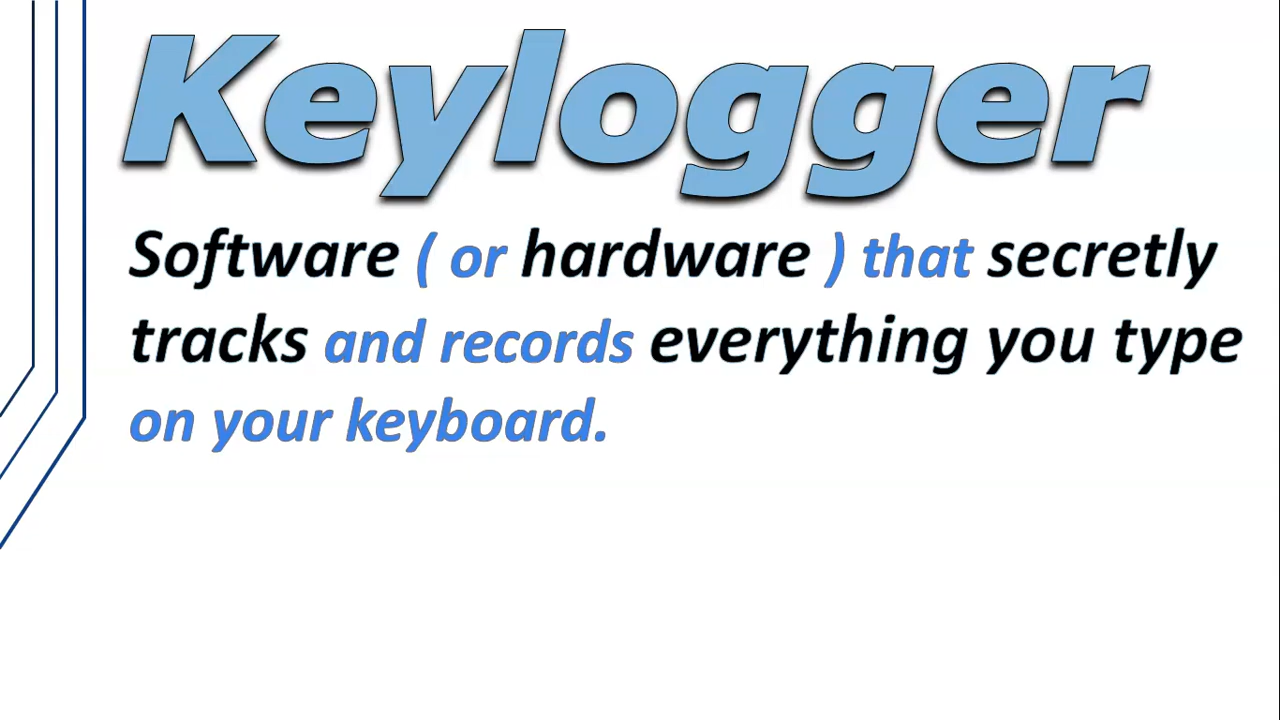 Keylogger
Software ( or hardware ) that secretly
tracks and records everything you type
on your keyboard.